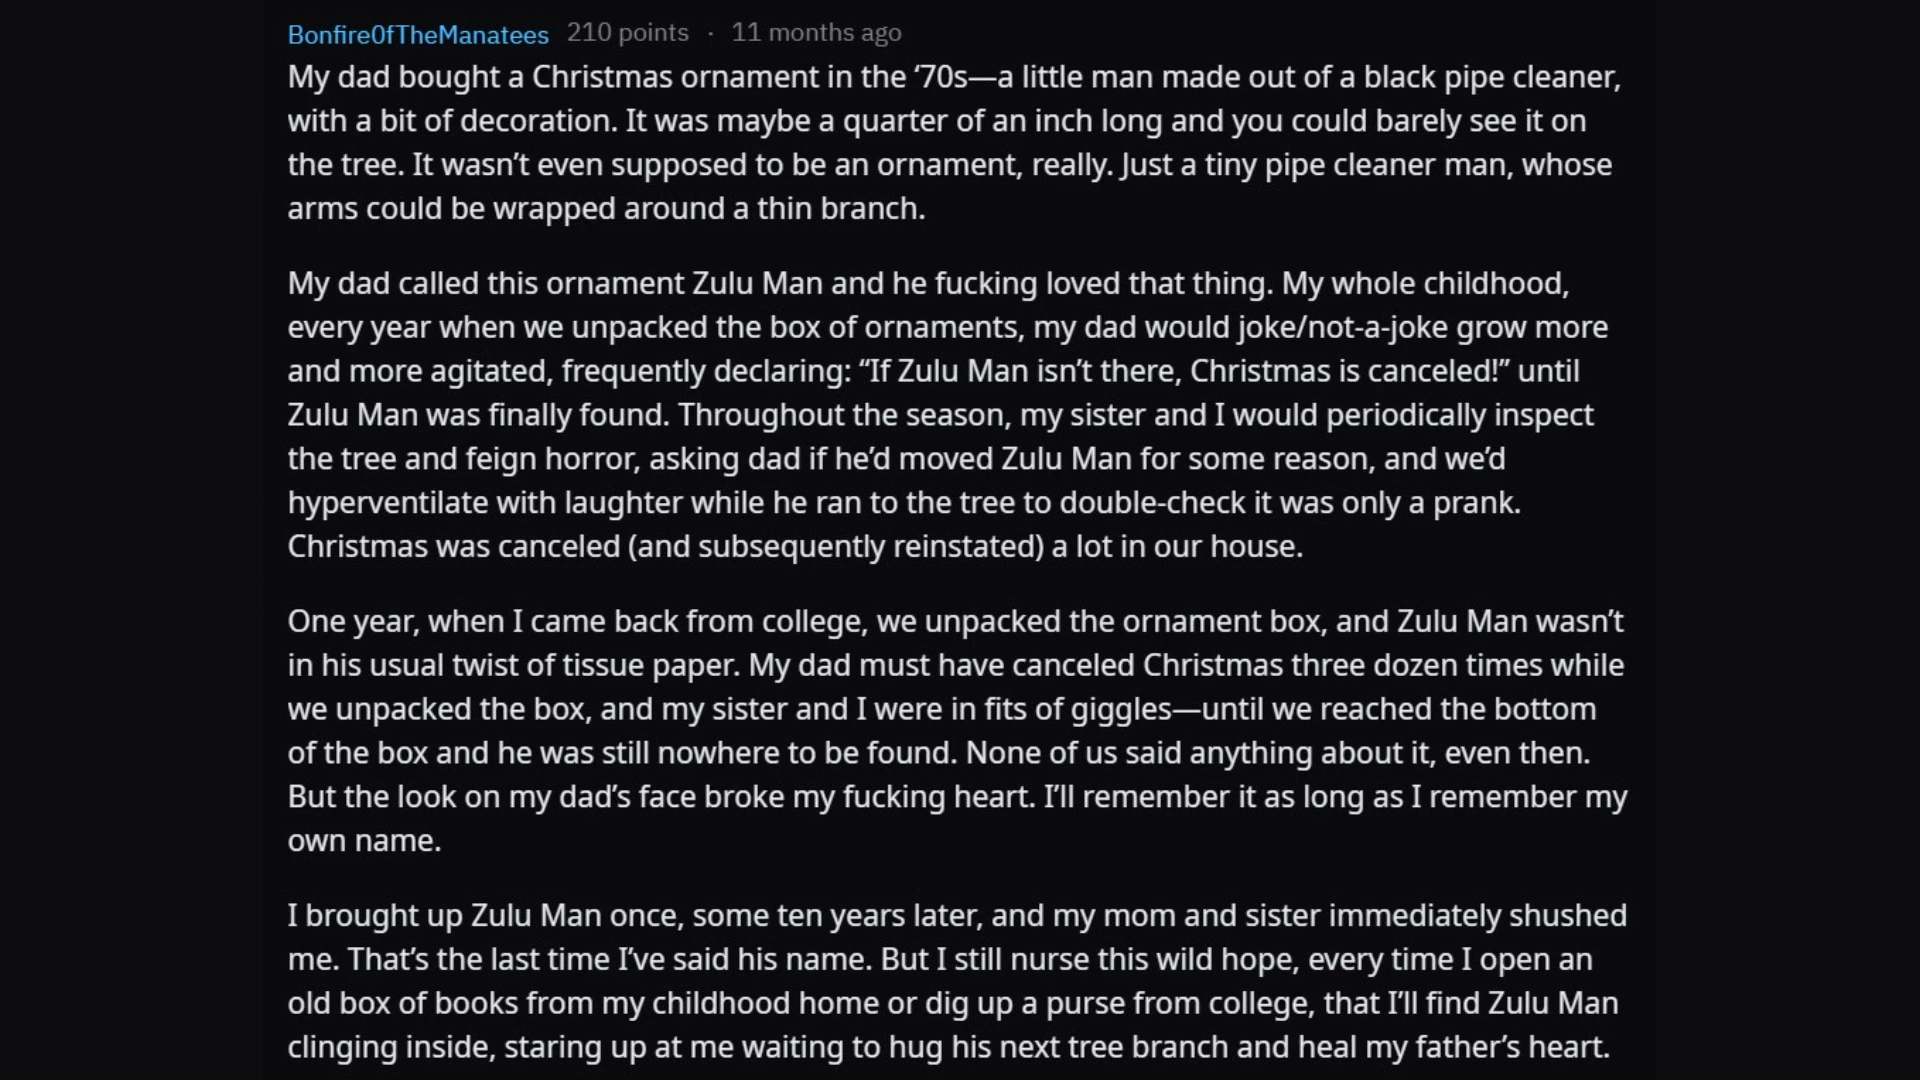 BonfireOfTheManatees 210 points · 11 months ago
My dad bought a Christmas ornament in the ‘70s—a little man made out of a black pipe cleaner,
with a bit of decoration. It was maybe a quarter of an inch long and you could barely see it on
the tree. It wasn’t even supposed to be an ornament, really. Just a tiny pipe cleaner man, whose
arms could be wrapped around a thin branch.
My dad called this ornament Zulu Man and he fucking loved that thing. My whole childhood,
every year when we unpacked the box of ornaments, my dad would joke/not-a-joke grow more
and more agitated, frequently declaring: “If Zulu Man isn’t there, Christmas is canceled!” until
Zulu Man was finally found. Throughout the season, my sister and I would periodically inspect
the tree and feign horror, asking dad if he’d moved Zulu Man for some reason, and we’d
hyperventilate with laughter while he ran to the tree to double-check it was only a prank.
Christmas was canceled (and subsequently reinstated) a lot in our house.
One year, when I came back from college, we unpacked the ornament box, and Zulu Man wasn’t
in his usual twist of tissue paper. My dad must have canceled Christmas three dozen times while
we unpacked the box, and my sister and I were in fits of giggles—until we reached the bottom
of the box and he was still nowhere to be found. None of us said anything about it, even then.
But the look on my dad’s face broke my fucking heart. I’ll remember it as long as I remember my
own name.
I brought up Zulu Man once, some ten years later, and my mom and sister immediately shushed
me. That’s the last time I’ve said his name. But I still nurse this wild hope, every time I open an
old box of books from my childhood home or dig up a purse from college, that I’ll find Zulu Man
clinging inside, staring up at me waiting to hug his next tree branch and heal my father’s heart.